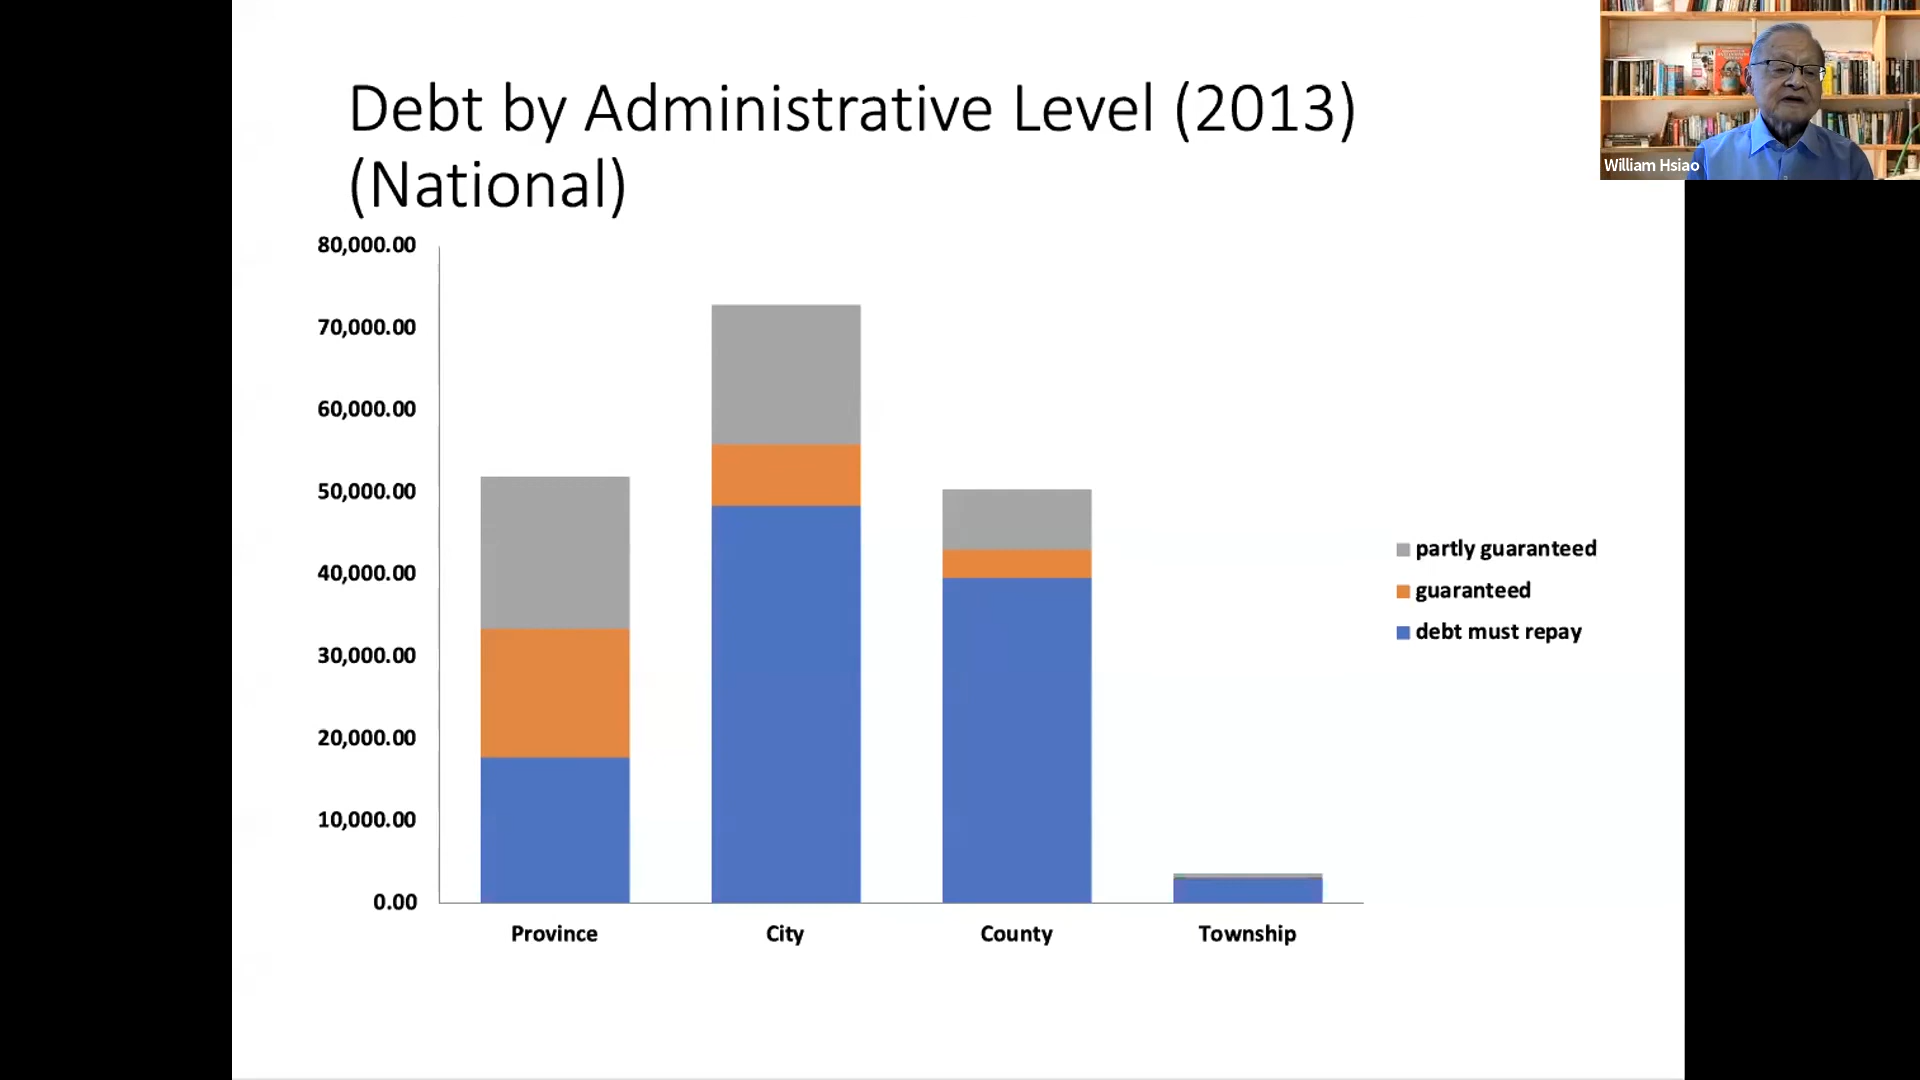 Debt by Administrative Level (2013)
(National)
William Hsiao
80,000.00
70,000.00
60,000.00
50,000.00
40,000.00
30,000.00
20,000.00
10,000.00
0.00
partly guaranteed
guaranteed
debt must repay
Province
City
County
Township